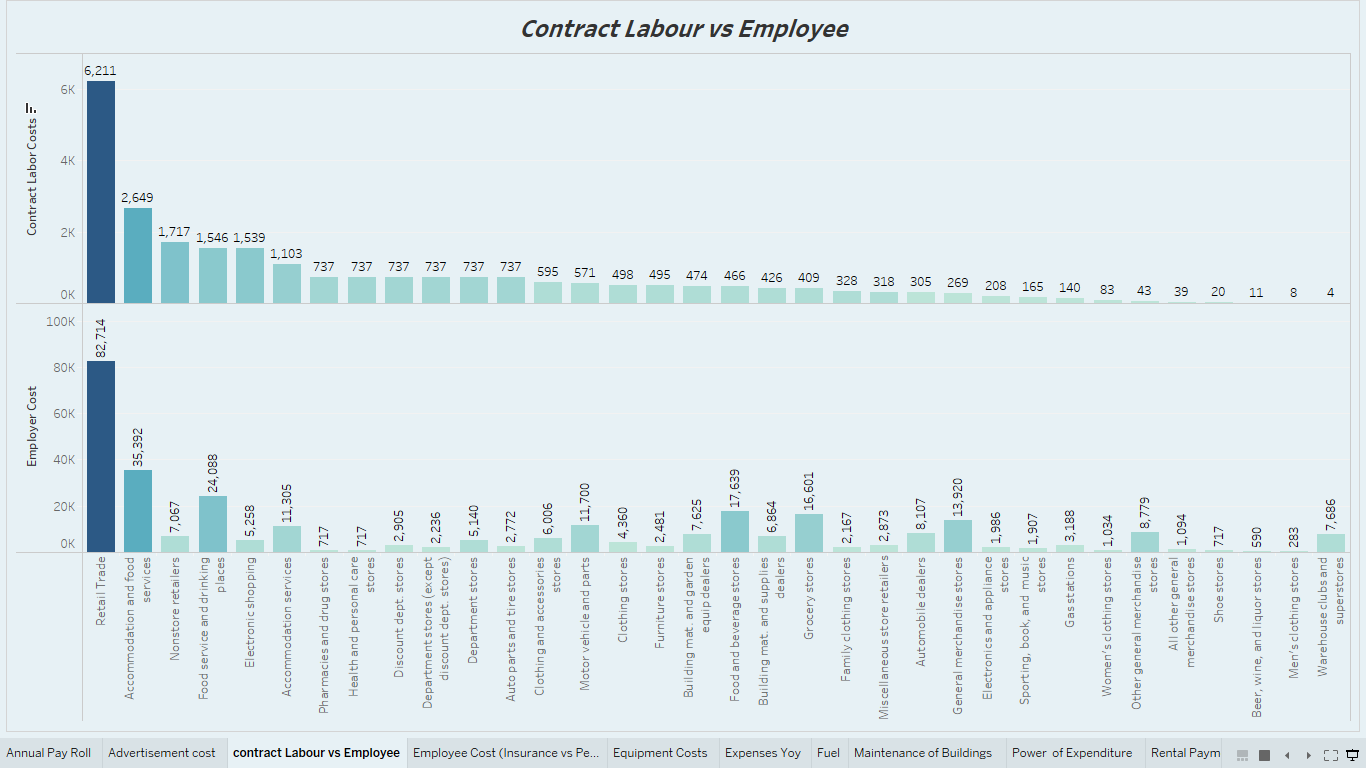 Contract Labour vs Employee
Contract Labor Costs
6K
4K
2K
0K
6,211
2,649
1,717
1,546
1,539
1,103
737
737
737
737
737
737
595
571
498
495
474
466
426
409
328
318
305
269
208
165
140
83
43
39
20
11
8
4
Employer Cost
100K
80K
60K
40K
20K
0K
82,714
35,392
7,067
24,088
5,258
11,305
717
717
2,905
2,236
5,140
2,772
6,006
11,700
4,360
2,481
7,625
17,639
6,864
16,601
2,167
2,873
8,107
13,920
1,986
1,907
3,188
1,034
8,779
1,094
717
590
283
7,686
Retail Trade
Accommodation and food
services
Nonstore retailers
Food service and drinking
places
Electronic shopping
Accommodation services
Pharmacies and drug stores
Health and personal care
stores
Discount dept. stores
Department stores (except
discount dept. stores)
Department stores
Auto parts and tire stores
Clothing and accessories
stores
Motor vehicle and parts
Clothing stores
Furniture stores
Building mat. and garden
equip dealers
Food and beverage stores
Building mat. and supplies
dealers
Grocery stores
Family clothing stores
Miscellaneous store retailers
Automobile dealers
General merchandise stores
Electronics and appliance
stores
Sporting, book, and music
stores
Gas stations
Women's clothing stores
Other general merchandise
stores
All other general
merchandise stores
Shoe stores
Beer, wine, and liquor stores
Men's clothing stores
Warehouse clubs and
superstores
Annual Pay Roll
Advertisement cost
contract Labour vs Employee
Employee Cost (Insurance vs Pe...
Equipment Costs
Expenses Yoy
Fuel
Maintenance of Buildings
Power of Expenditure
Rental Paym